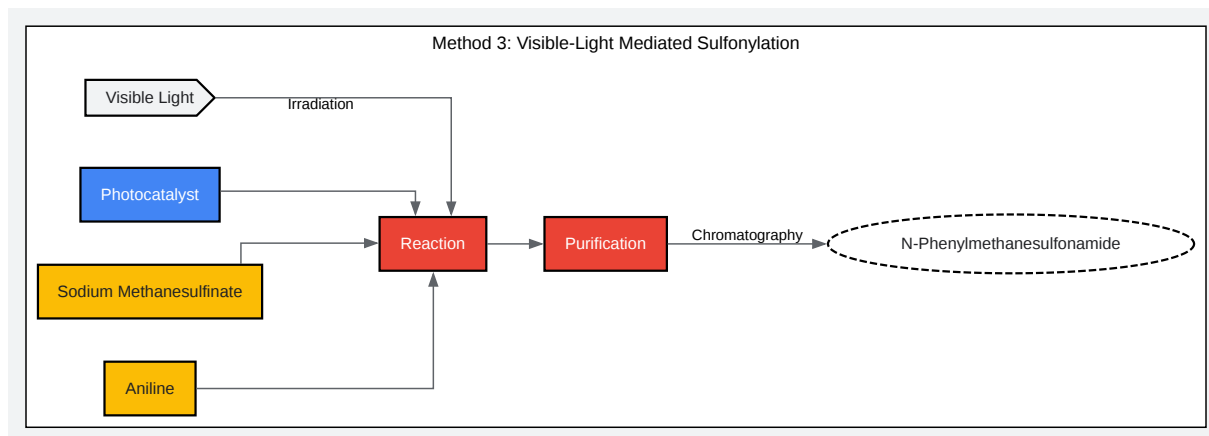 Method 3: Visible-Light Mediated Sulfonylation
Visible Light
Irradiation
Photocatalyst
Reaction
Purification
Chromatography
N-Phenylmethanesulfonamide
Sodium Methanesulfinate
Aniline